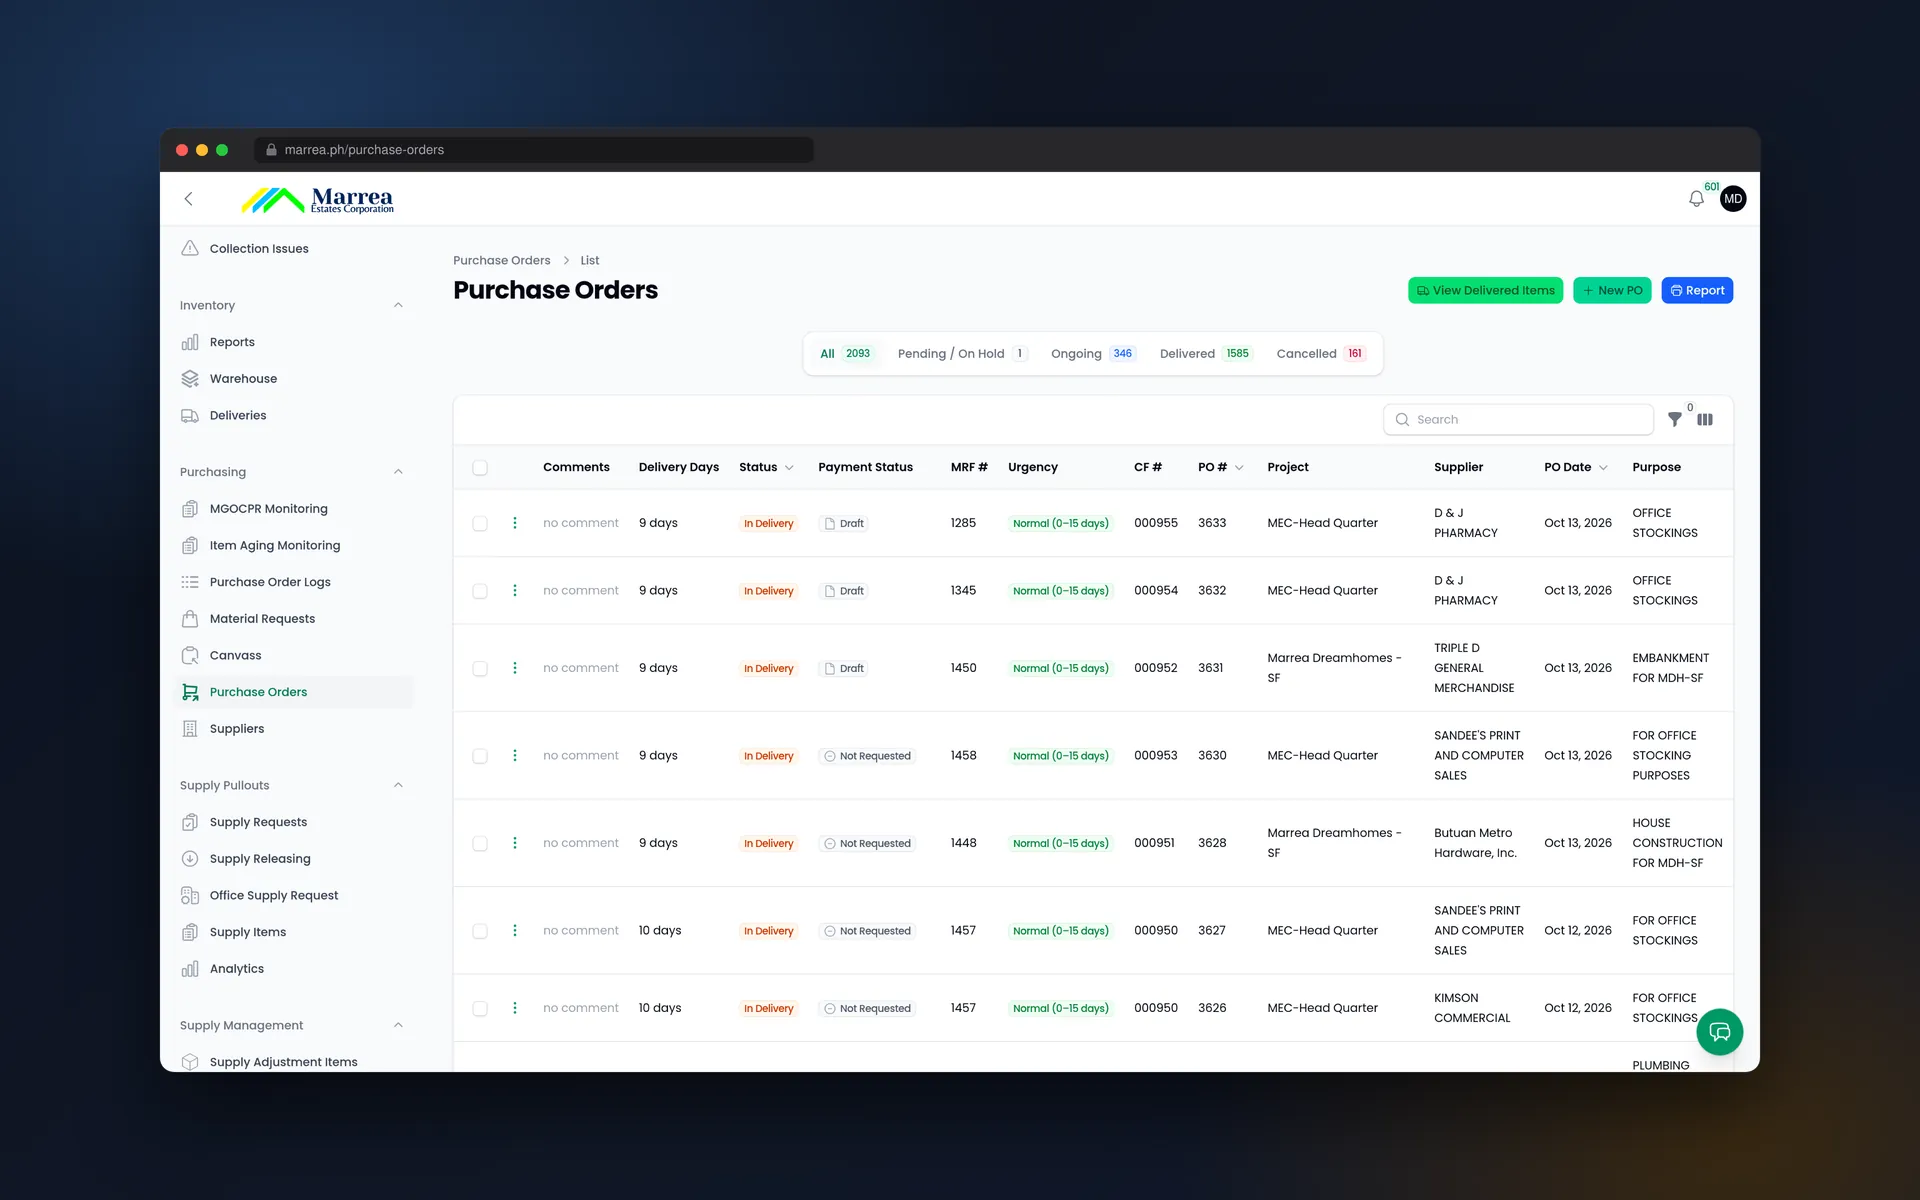 marrea.ph/purchase-orders
Marrea
Estates Corporation
601
MD
Collection Issues
Inventory
Reports
Warehouse
Deliveries
Purchasing
MGOCPR Monitoring
Item Aging Monitoring
Purchase Order Logs
Material Requests
Canvass
Purchase Orders
Suppliers
Supply Pullouts
Supply Requests
Supply Releasing
Office Supply Request
Supply Items
Analytics
Supply Management
Supply Adjustment Items
Purchase Orders > List
Purchase Orders
View Delivered Items
+ New PO
Report
All 2093 Pending / On Hold 1 Ongoing 346 Delivered 1585 Cancelled 161
Search
0
Comments Delivery Days Status Payment Status MRF # Urgency CF # PO # Project Supplier PO Date Purpose
no comment 9 days In Delivery Draft 1285 Normal (0–15 days) 000955 3633 MEC-Head Quarter D & J PHARMACY Oct 13, 2026 OFFICE STOCKINGS
no comment 9 days In Delivery Draft 1345 Normal (0–15 days) 000954 3632 MEC-Head Quarter D & J PHARMACY Oct 13, 2026 OFFICE STOCKINGS
no comment 9 days In Delivery Draft 1450 Normal (0–15 days) 000952 3631 Marrea Dreamhomes - SF TRIPLE D GENERAL MERCHANDISE Oct 13, 2026 EMBANKMENT FOR MDH-SF
no comment 9 days In Delivery Not Requested 1458 Normal (0–15 days) 000953 3630 MEC-Head Quarter SANDEE'S PRINT AND COMPUTER SALES Oct 13, 2026 FOR OFFICE STOCKING PURPOSES
no comment 9 days In Delivery Not Requested 1448 Normal (0–15 days) 000951 3628 Marrea Dreamhomes - SF Butuan Metro Hardware, Inc. Oct 13, 2026 HOUSE CONSTRUCTION FOR MDH-SF
no comment 10 days In Delivery Not Requested 1457 Normal (0–15 days) 000950 3627 MEC-Head Quarter SANDEE'S PRINT AND COMPUTER SALES Oct 12, 2026 FOR OFFICE STOCKINGS
no comment 10 days In Delivery Not Requested 1457 Normal (0–15 days) 000950 3626 MEC-Head Quarter KIMSON COMMERCIAL Oct 12, 2026 FOR OFFICE STOCKINGS
PLUMBING